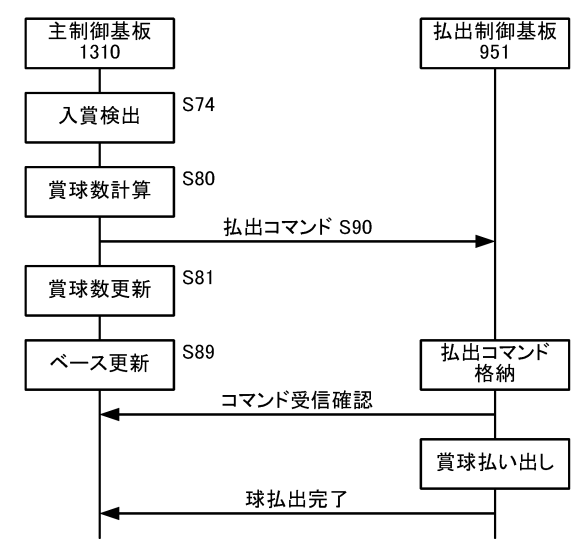 主制御基板
1310
払出制御基板
951
入賞検出
S74
賞球数計算
S80
払出コマンド S90
賞球数更新
S81
ベース更新
S89
払出コマンド
格納
コマンド受信確認
賞球払い出し
球払出完了